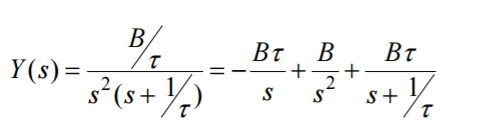 Y(s) = (B/τ) / (s²(s + 1/τ)) = −Bτ/s + B/s² + Bτ/(s + 1/τ)